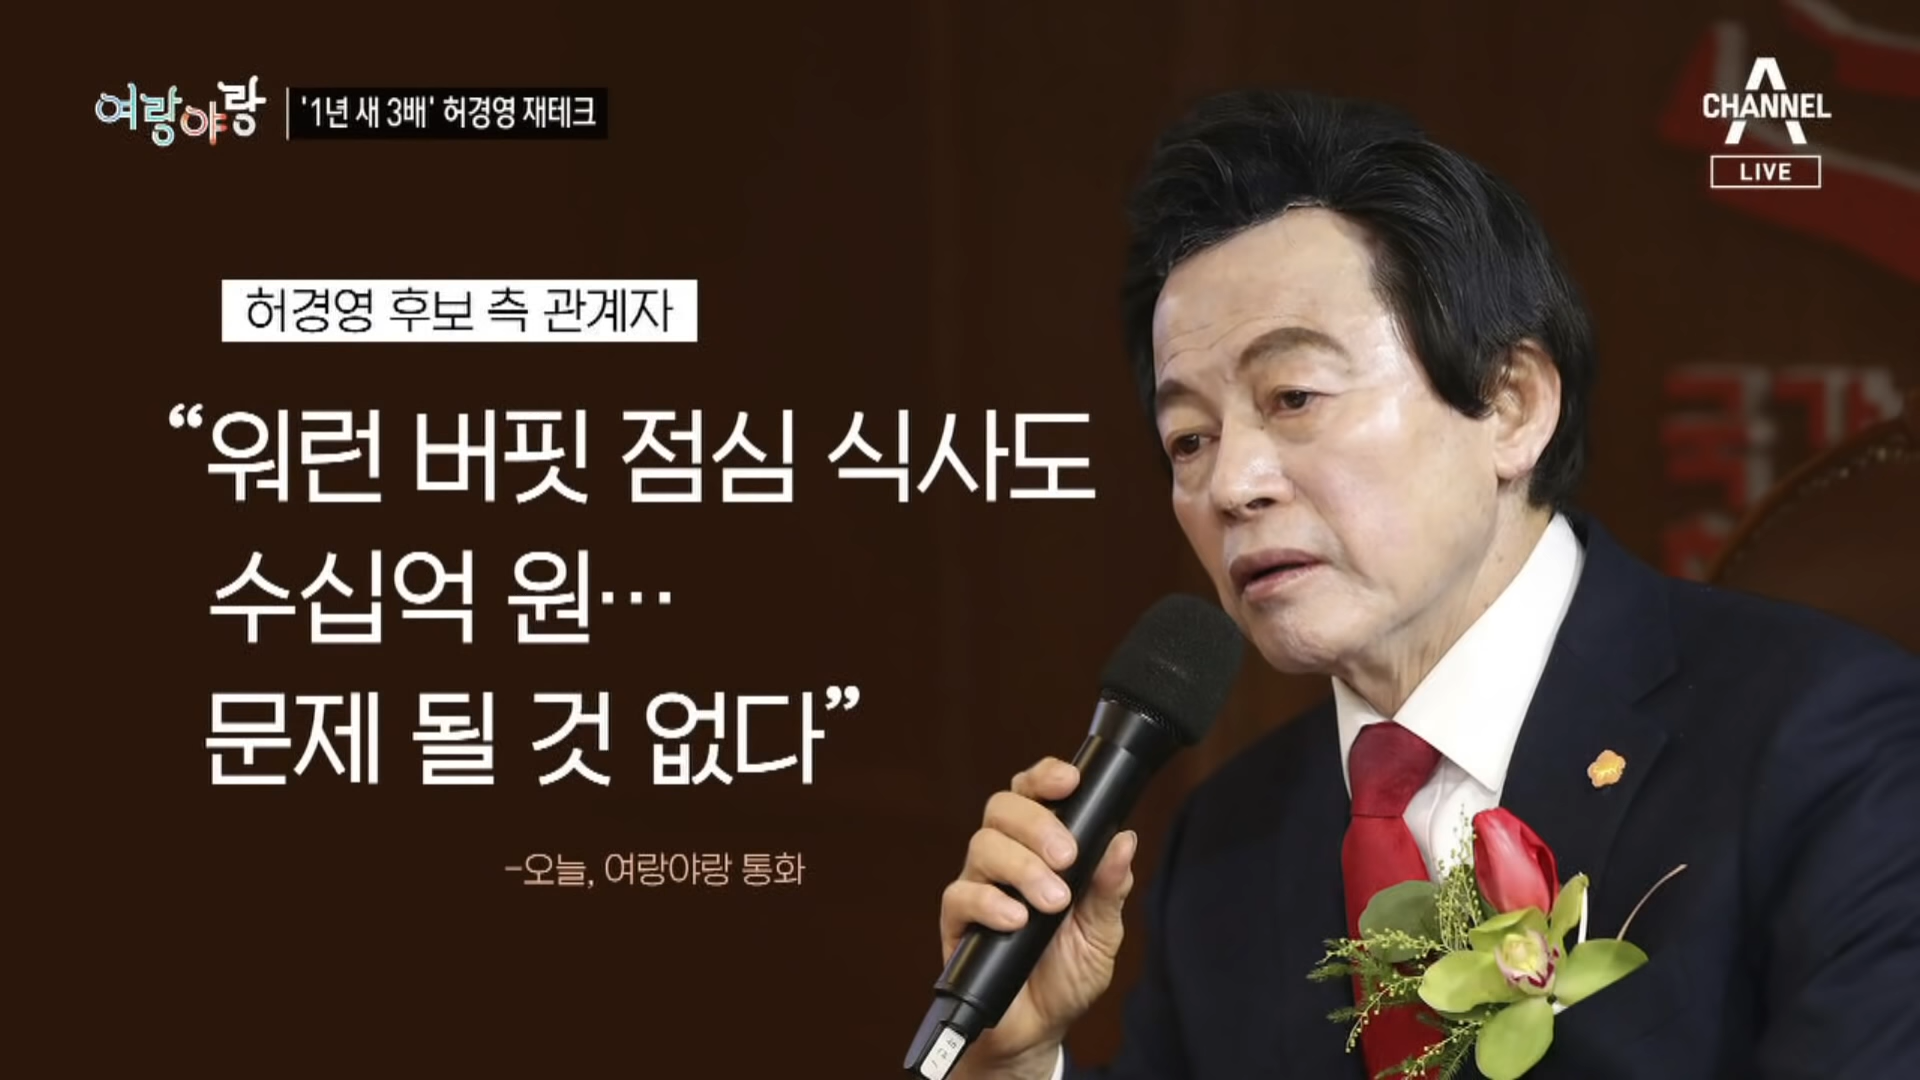 여랑야랑
'1년 새 3배' 허경영 재테크
CHANNEL A
LIVE
허경영 후보 측 관계자
“워런 버핏 점심 식사도
수십억 원…
문제 될 것 없다”
-오늘, 여랑야랑 통화